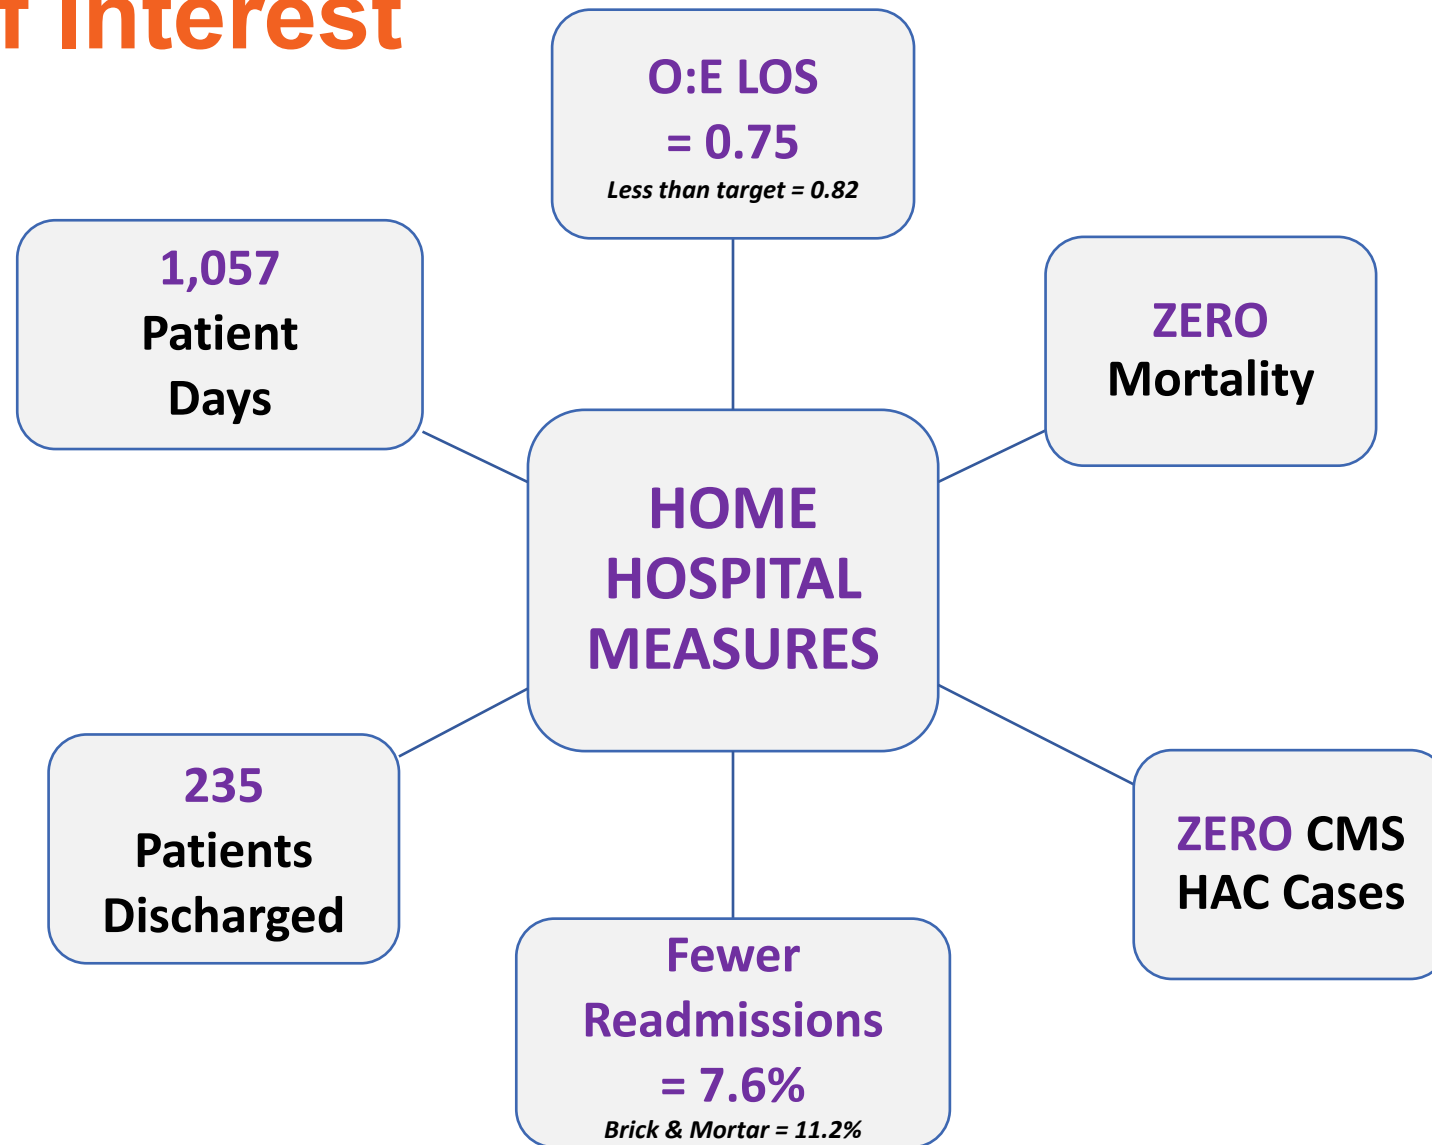 f Interest
O:E LOS
= 0.75
Less than target = 0.82
1,057
Patient
Days
ZERO
Mortality
HOME
HOSPITAL
MEASURES
235
Patients
Discharged
ZERO CMS
HAC Cases
Fewer
Readmissions
= 7.6%
Brick & Mortar = 11.2%